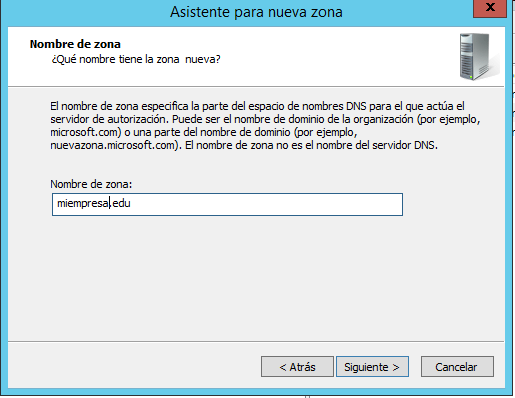 Asistente para nueva zona
x
Nombre de zona
¿Qué nombre tiene la zona nueva?
El nombre de zona especifica la parte del espacio de nombres DNS para el que actúa el
servidor de autorización. Puede ser el nombre de dominio de la organización (por ejemplo,
microsoft.com) o una parte del nombre de dominio (por ejemplo,
nuevazona.microsoft.com). El nombre de zona no es el nombre del servidor DNS.
Nombre de zona:
miempresa.edu
< Atrás
Siguiente >
Cancelar